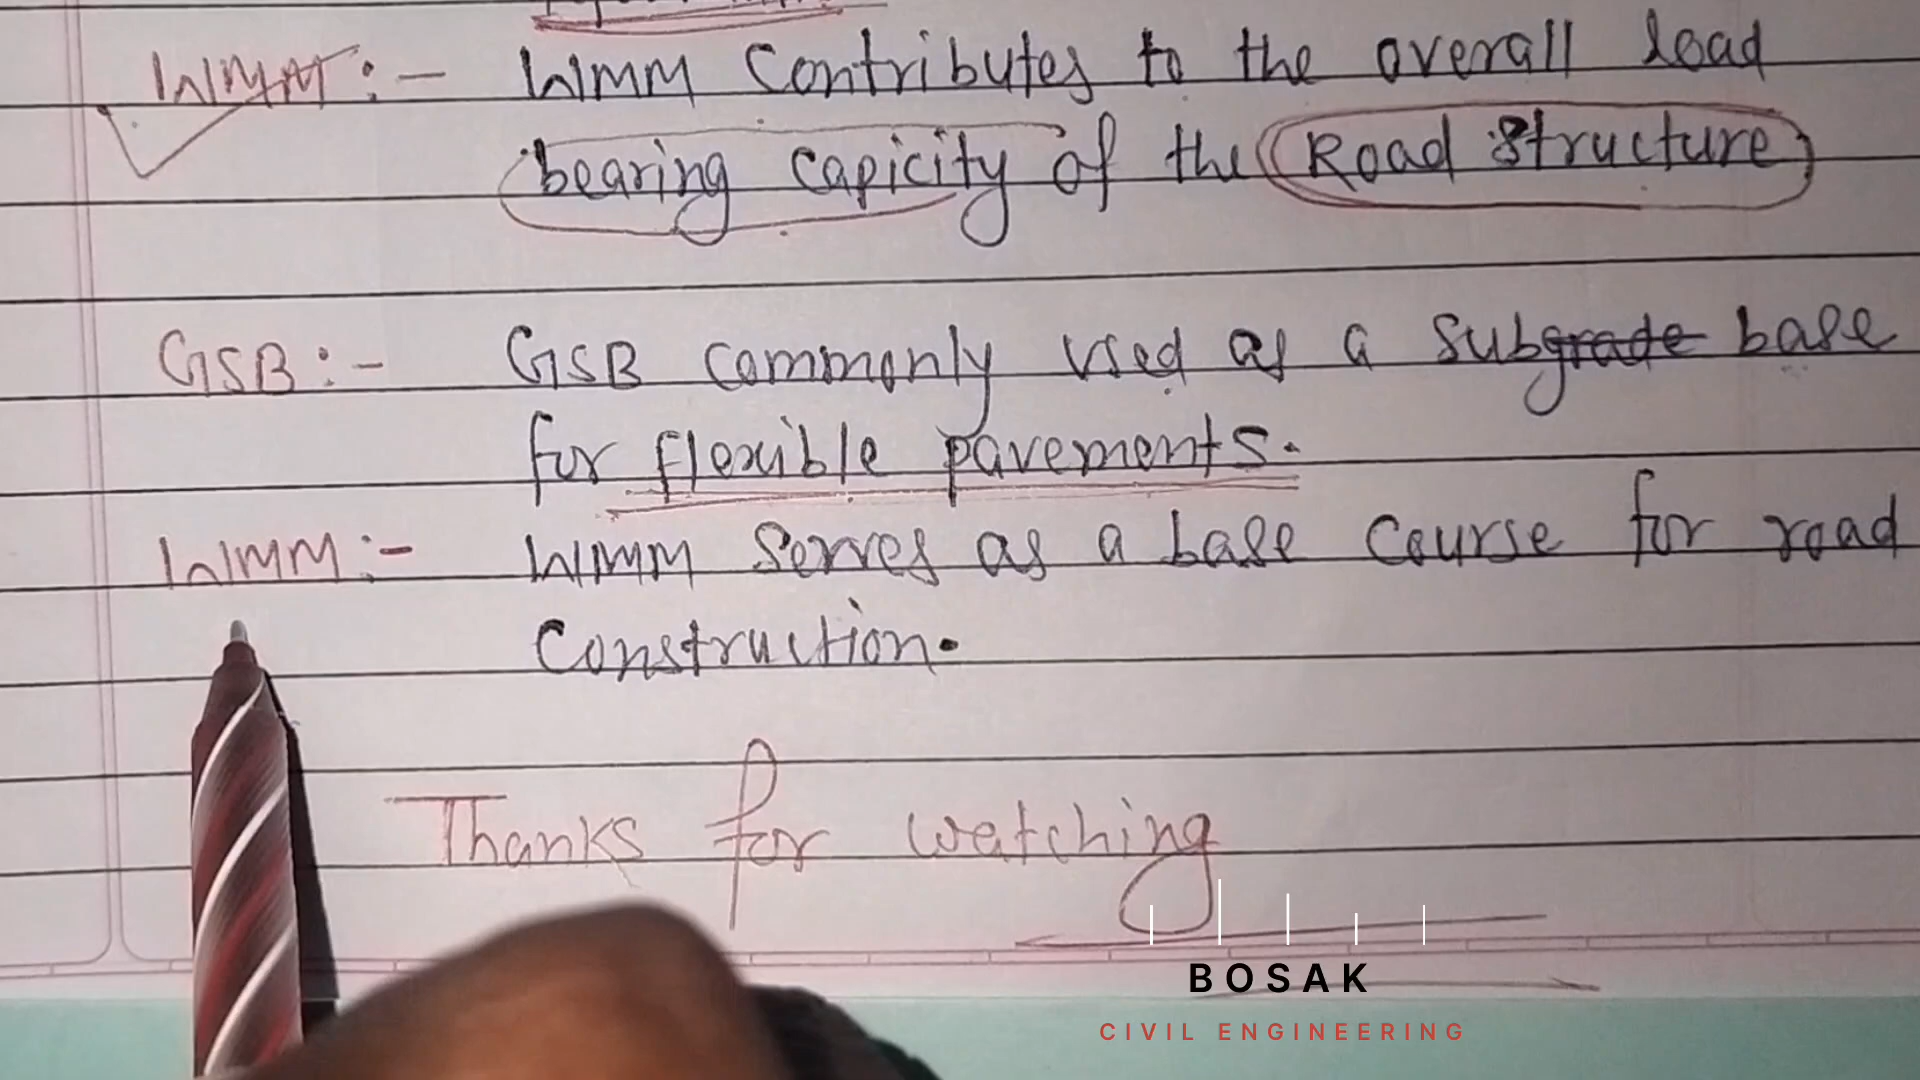 WMM :- WMM Contributes to the overall load
bearing capicity of the Road Structure
GSB :- GSB commonly used as a subgrade base
for flexible pavements.
WMM :- WMM Serves as a base Course for road
Construction.
Thanks for watching
BOSAK
CIVIL ENGINEERING